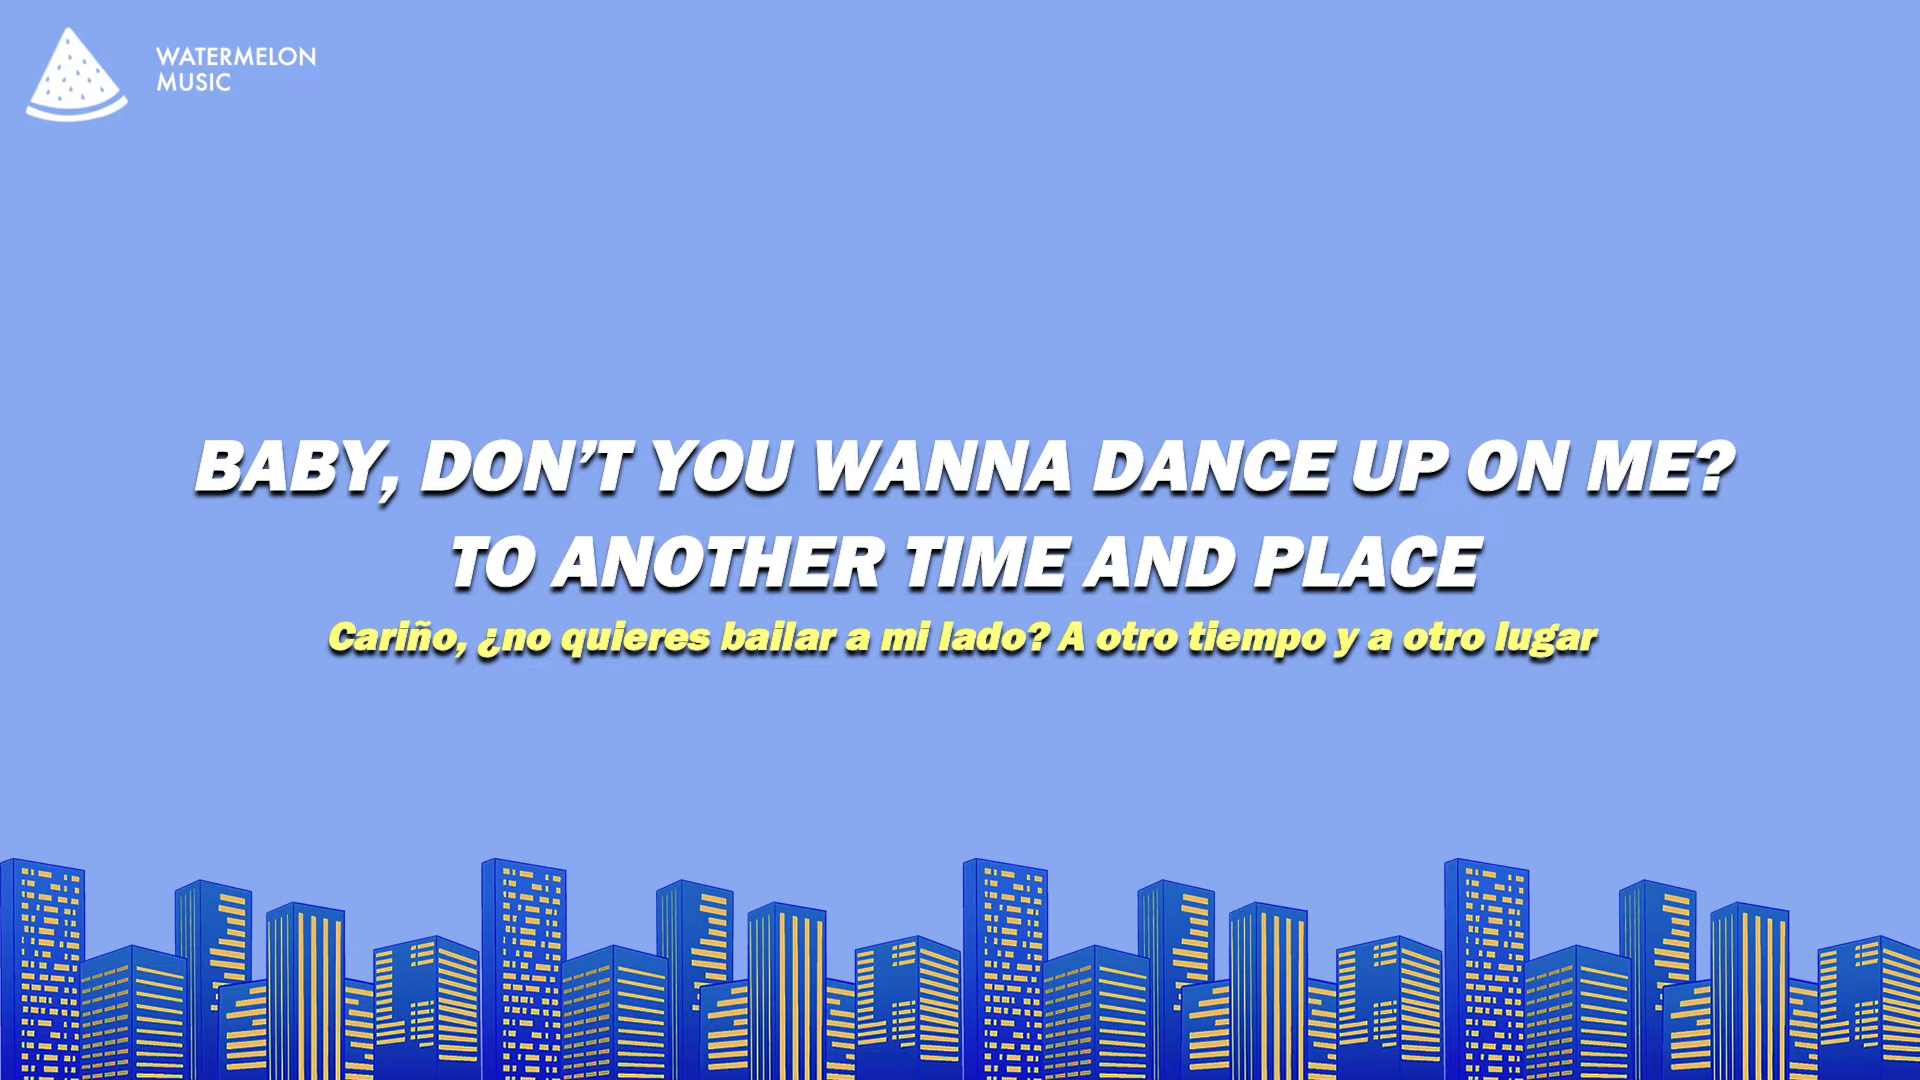 WATERMELON
MUSIC
BABY, DON’T YOU WANNA DANCE UP ON ME?
TO ANOTHER TIME AND PLACE
Cariño, ¿no quieres bailar a mi lado? A otro tiempo y a otro lugar